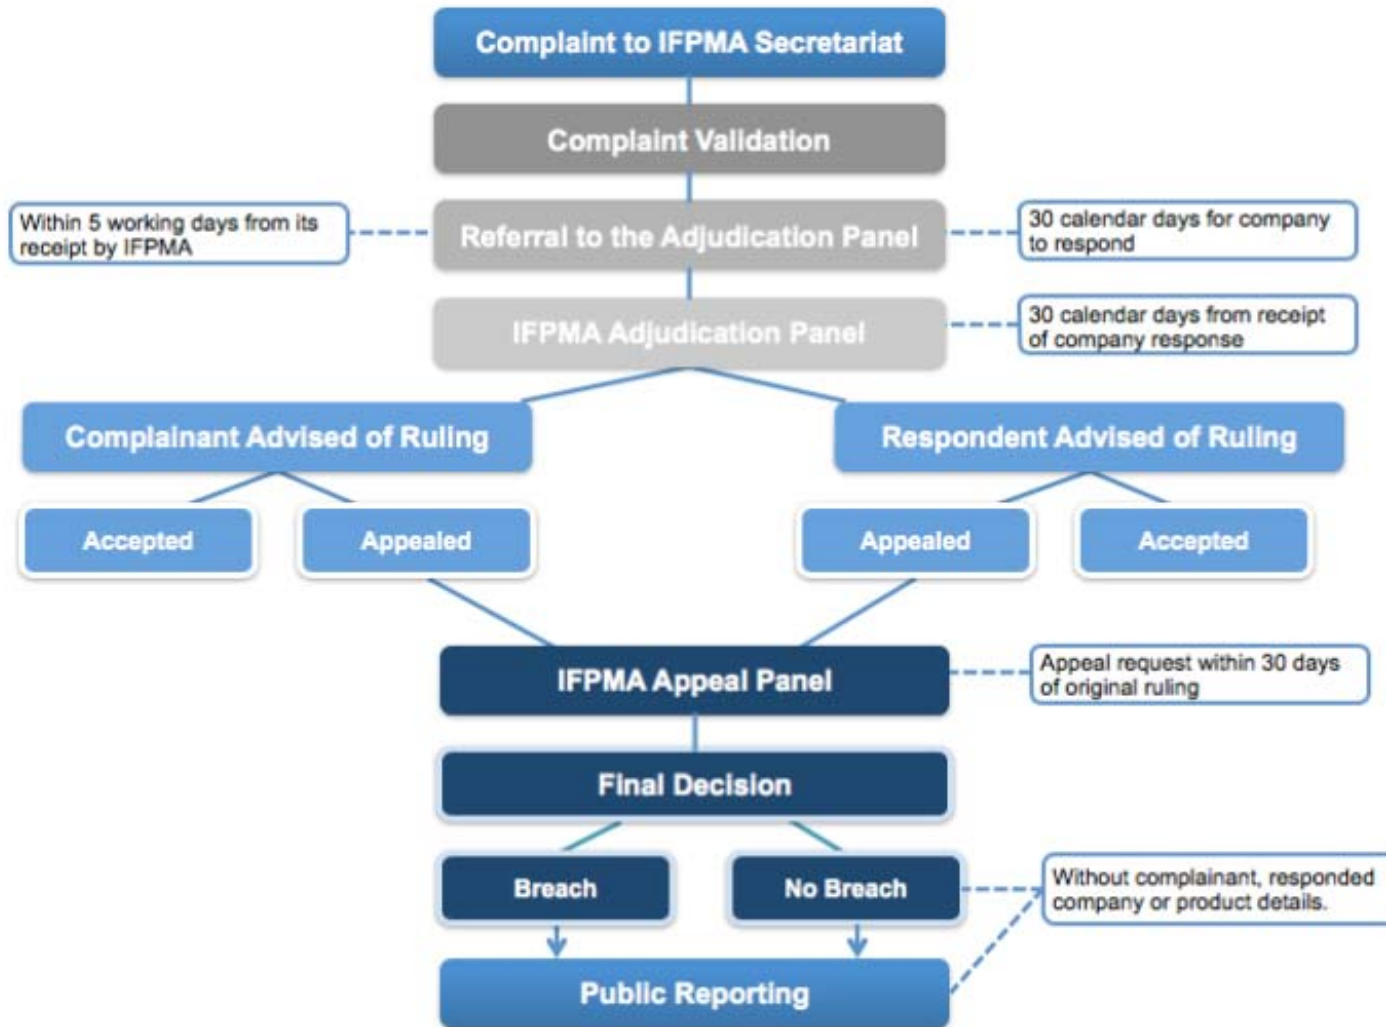 Complaint to IFPMA Secretariat
Complaint Validation
Within 5 working days from its
receipt by IFPMA
Referral to the Adjudication Panel
30 calendar days for company
to respond
IFPMA Adjudication Panel
30 calendar days from receipt
of company response
Complainant Advised of Ruling
Respondent Advised of Ruling
Accepted
Appealed
Appealed
Accepted
IFPMA Appeal Panel
Appeal request within 30 days
of original ruling
Final Decision
Breach
No Breach
Without complainant, responded
company or product details.
Public Reporting